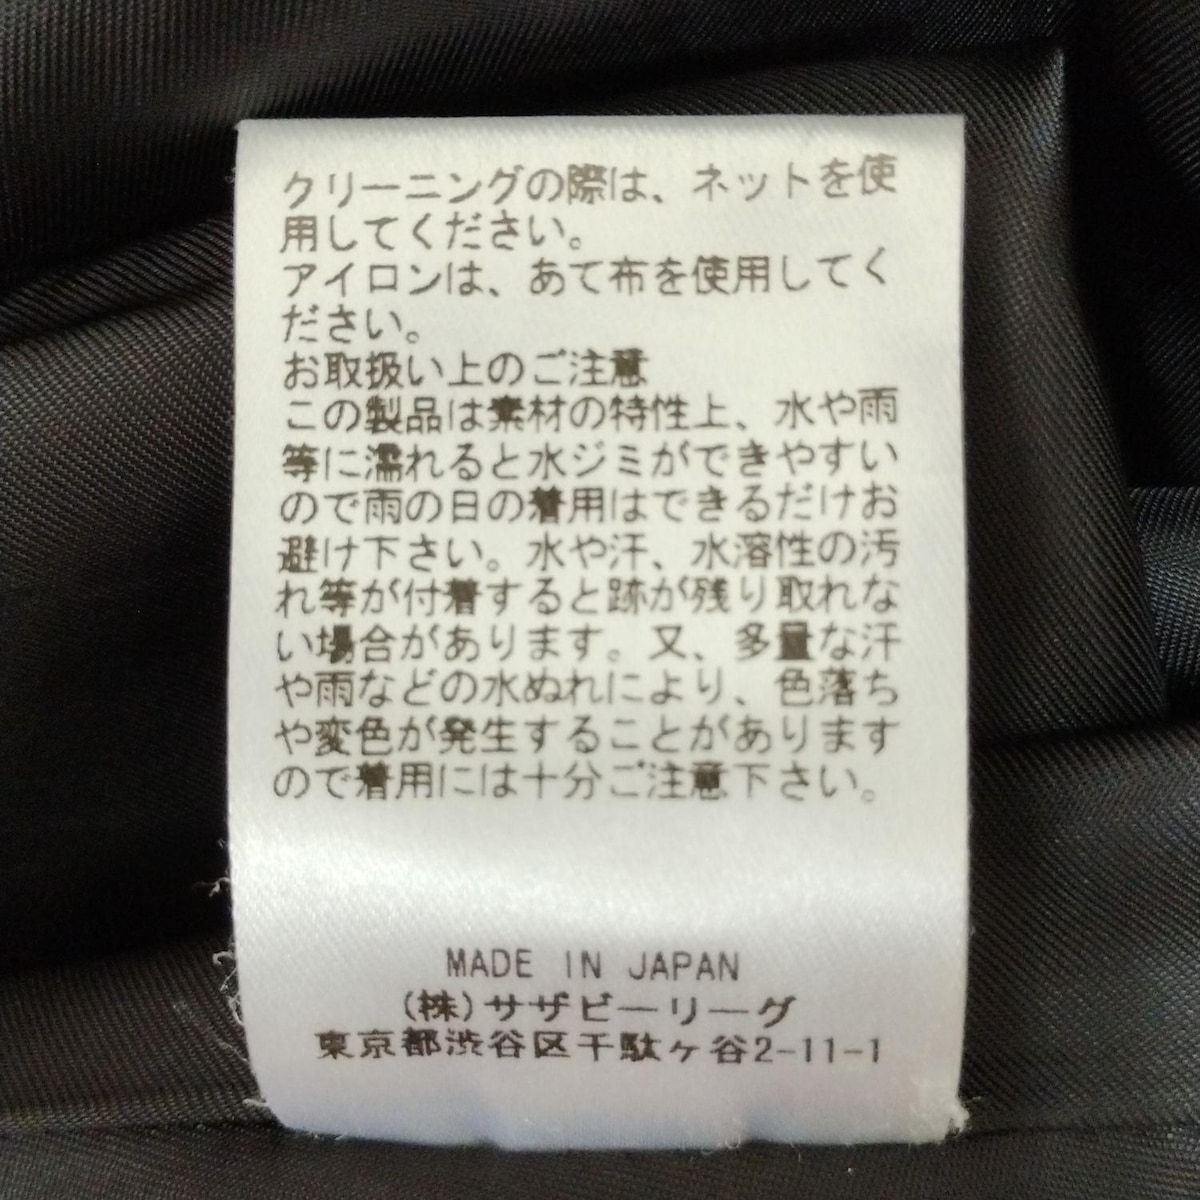 クリーニングの際は、ネットを使
用してください。
アイロンは、あて布を使用してく
ださい。
お取扱い上のご注意
この製品は素材の特性上、水や雨
等に濡れると水ジミができやすい
ので雨の日の着用はできるだけお
避け下さい。水や汗、水溶性の汚
れ等が付着すると跡が残り取れな
い場合があります。又、多量な汗
や雨などの水ぬれにより、色落ち
や変色が発生することがあります
ので着用には十分ご注意下さい。
MADE IN JAPAN
(株)サザビーリーグ
東京都渋谷区千駄ヶ谷2-11-1